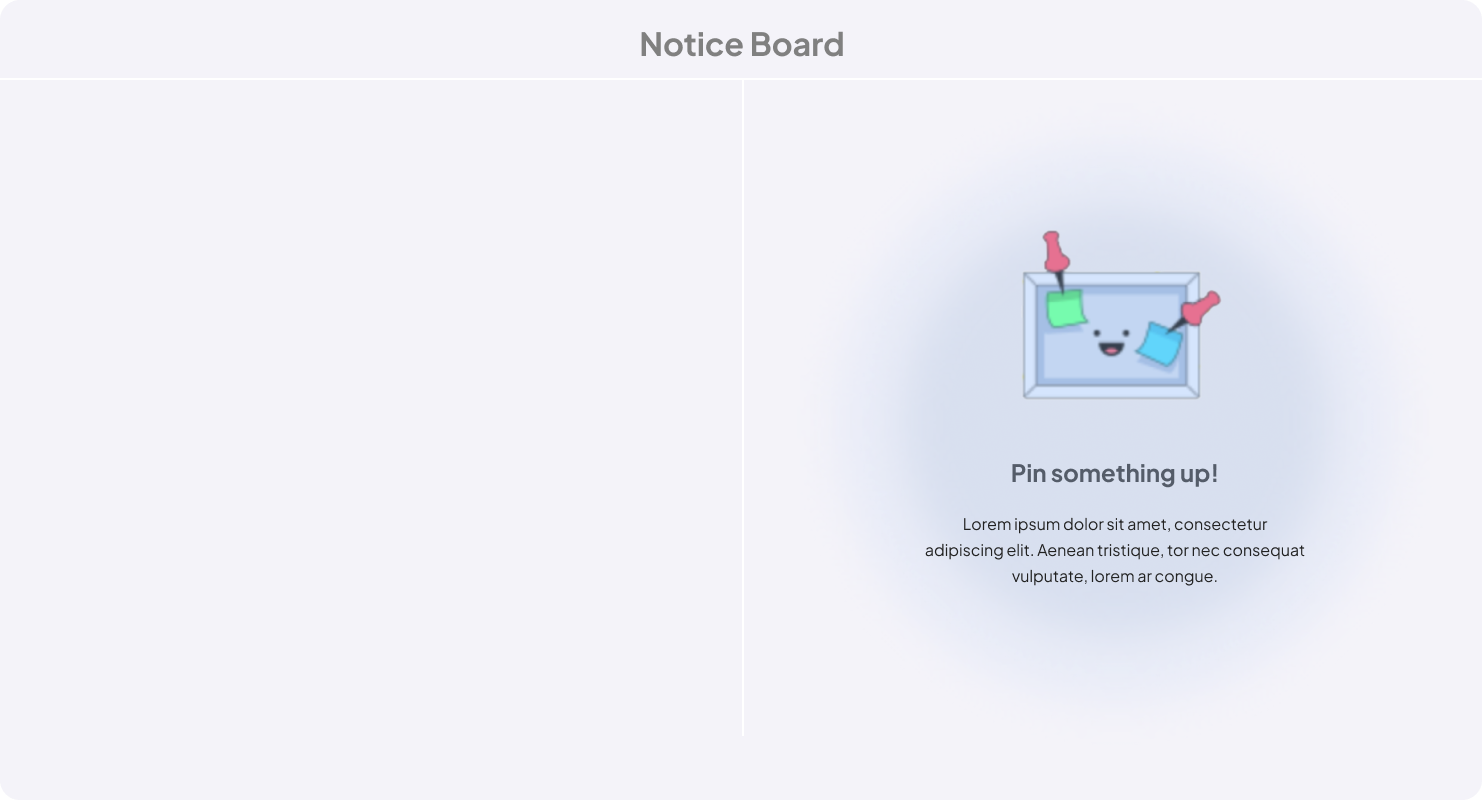 Notice Board
Pin something up!
Lorem ipsum dolor sit amet, consectetur
adipiscing elit. Aenean tristique, tor nec consequat
vulputate, lorem ar congue.